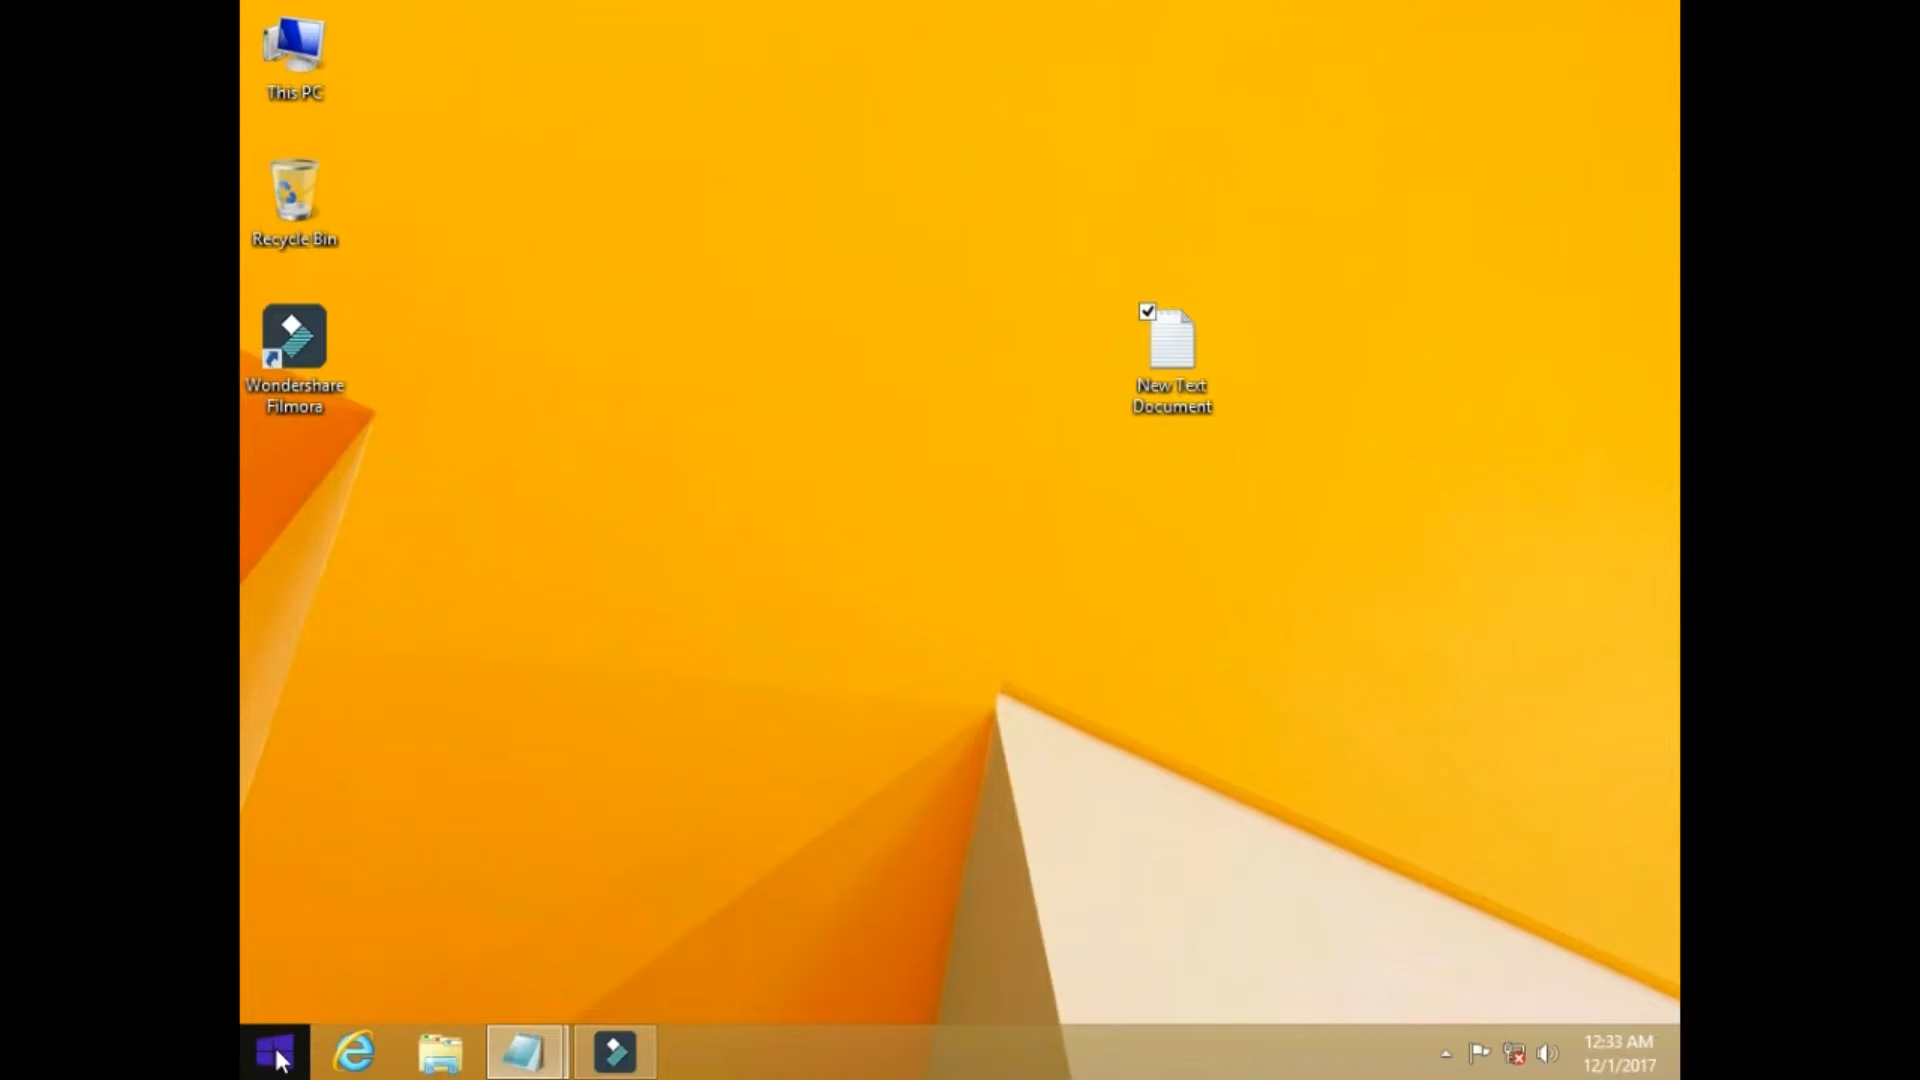 This PC
Recycle Bin
Wondershare
Filmora
New Text
Document
12:33 AM
12/1/2017